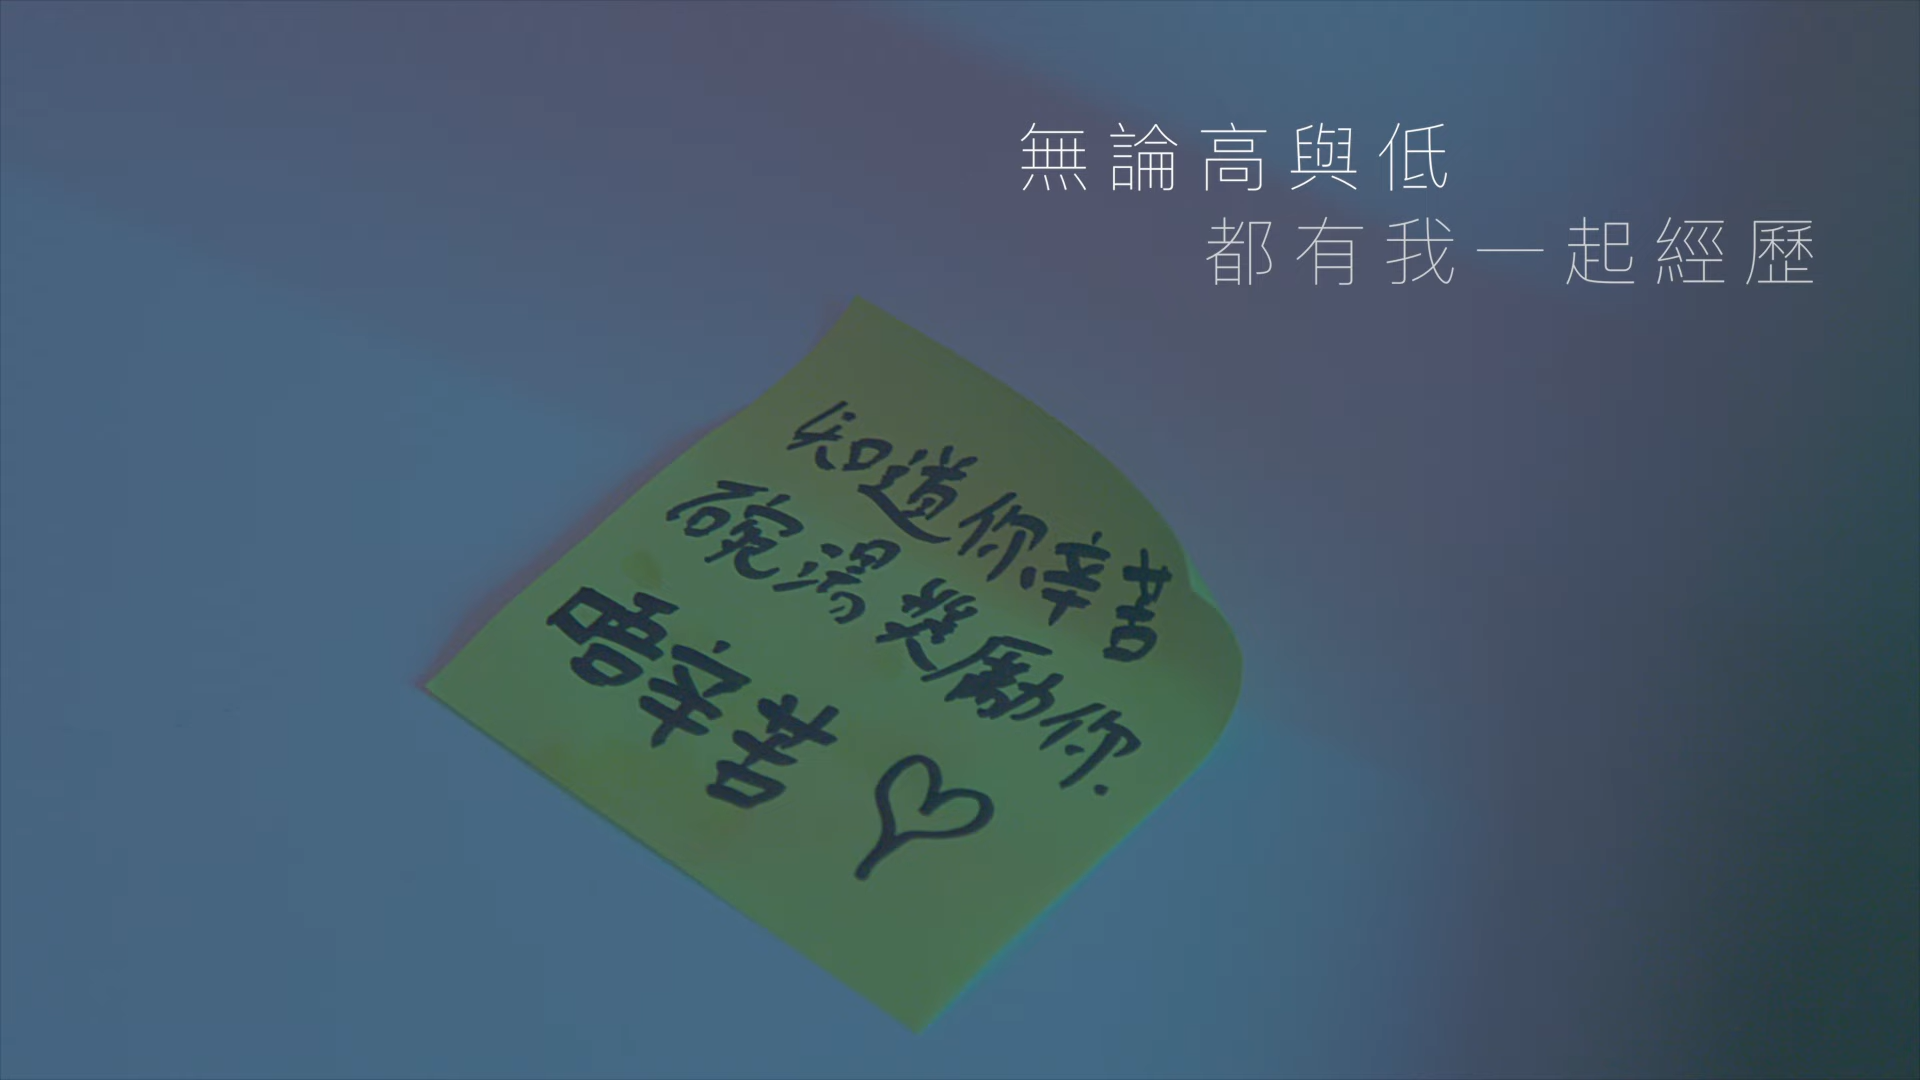 無論高與低
都有我一起經歷
知道你辛苦
碗湯獎勵你.
唔辛苦